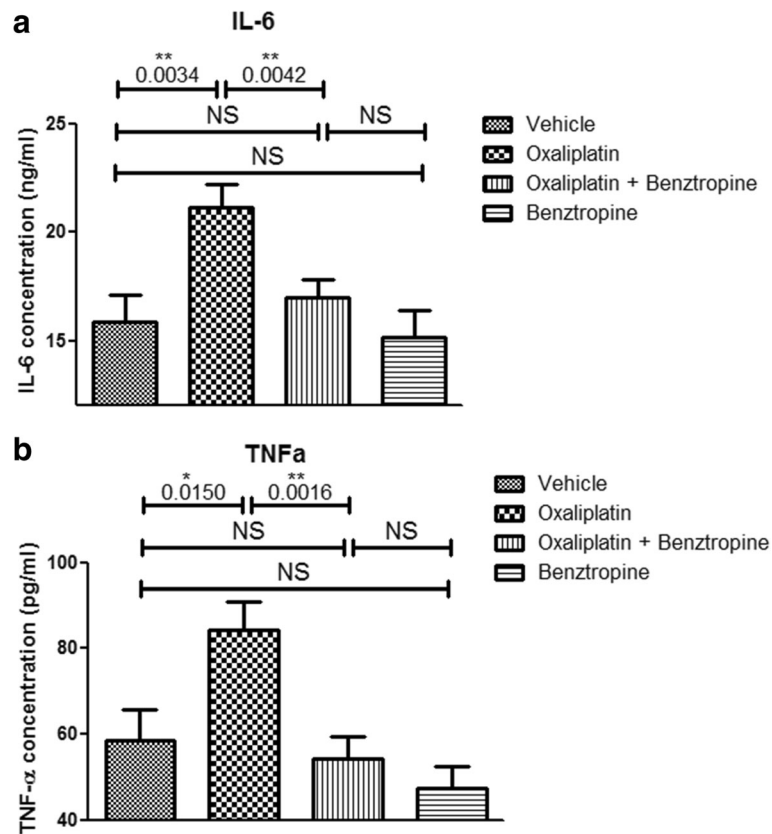 a
IL-6
** **
0.0034 0.0042
NS NS
NS
25
20
15
IL-6 concentration (ng/ml)
Vehicle
Oxaliplatin
Oxaliplatin + Benztropine
Benztropine
b
TNFa
* **
0.0150 0.0016
NS NS
NS
100
80
60
40
TNF-α concentration (pg/ml)
Vehicle
Oxaliplatin
Oxaliplatin + Benztropine
Benztropine